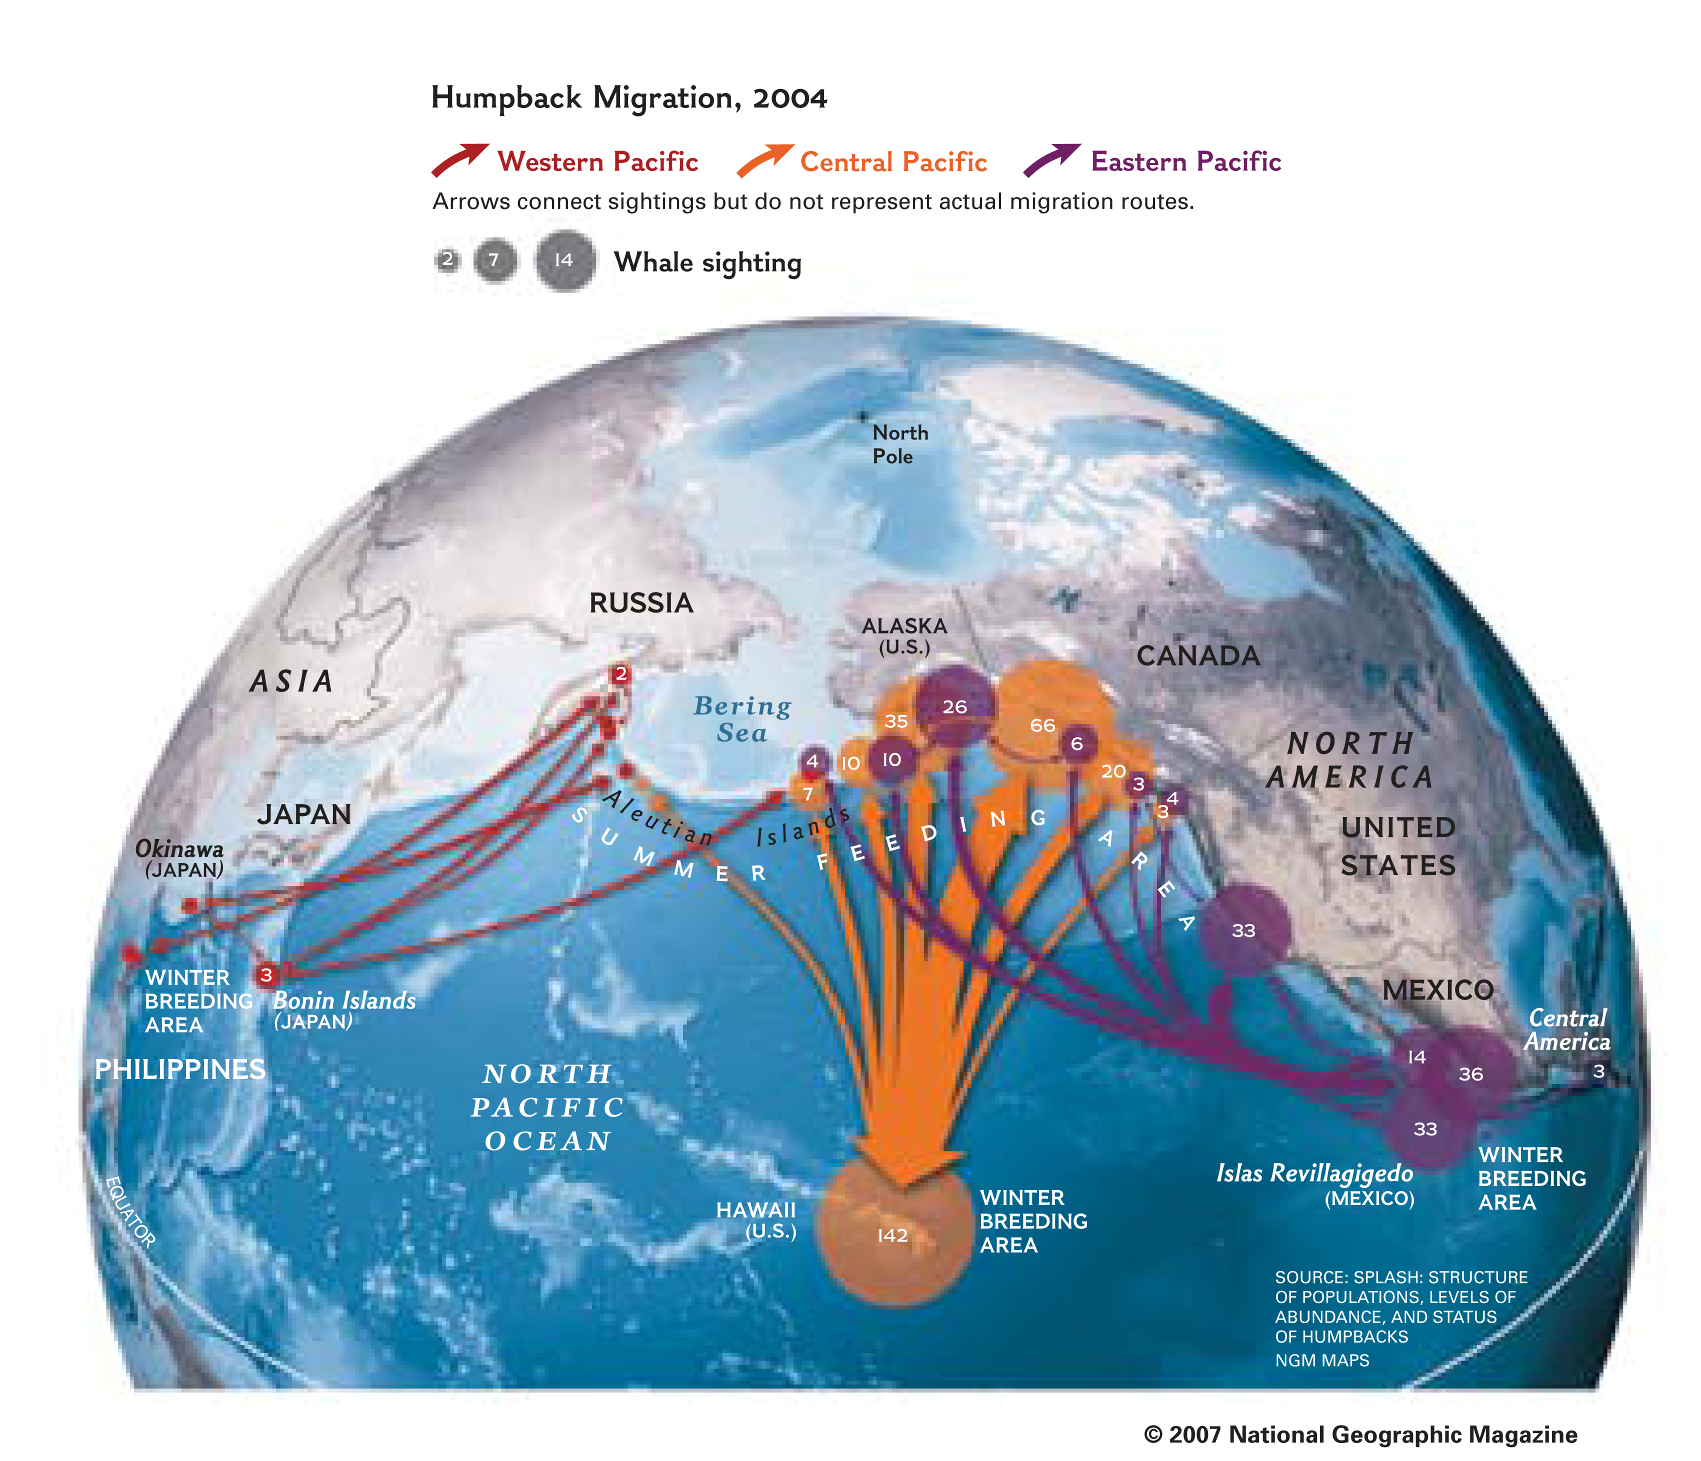 Humpback Migration, 2004
Western Pacific
Central Pacific
Eastern Pacific
Arrows connect sightings but do not represent actual migration routes.
2
7
14
Whale sighting
North
Pole
RUSSIA
ALASKA
(U.S.)
CANADA
ASIA
2
Bering
Sea
35
26
66
6
4
10
10
20
7
3
4
3
NORTH
AMERICA
JAPAN
Aleutian
Islands
SUMMER FEEDING AREA
UNITED
STATES
Okinawa
(JAPAN)
33
WINTER
BREEDING
AREA
3
Bonin Islands
(JAPAN)
MEXICO
Central
America
3
PHILIPPINES
14
36
33
NORTH
PACIFIC
OCEAN
Islas Revillagigedo
(MEXICO)
WINTER
BREEDING
AREA
EQUATOR
HAWAII
(U.S.)
142
WINTER
BREEDING
AREA
SOURCE: SPLASH: STRUCTURE
OF POPULATIONS, LEVELS OF
ABUNDANCE, AND STATUS
OF HUMPBACKS
NGM MAPS
© 2007 National Geographic Magazine